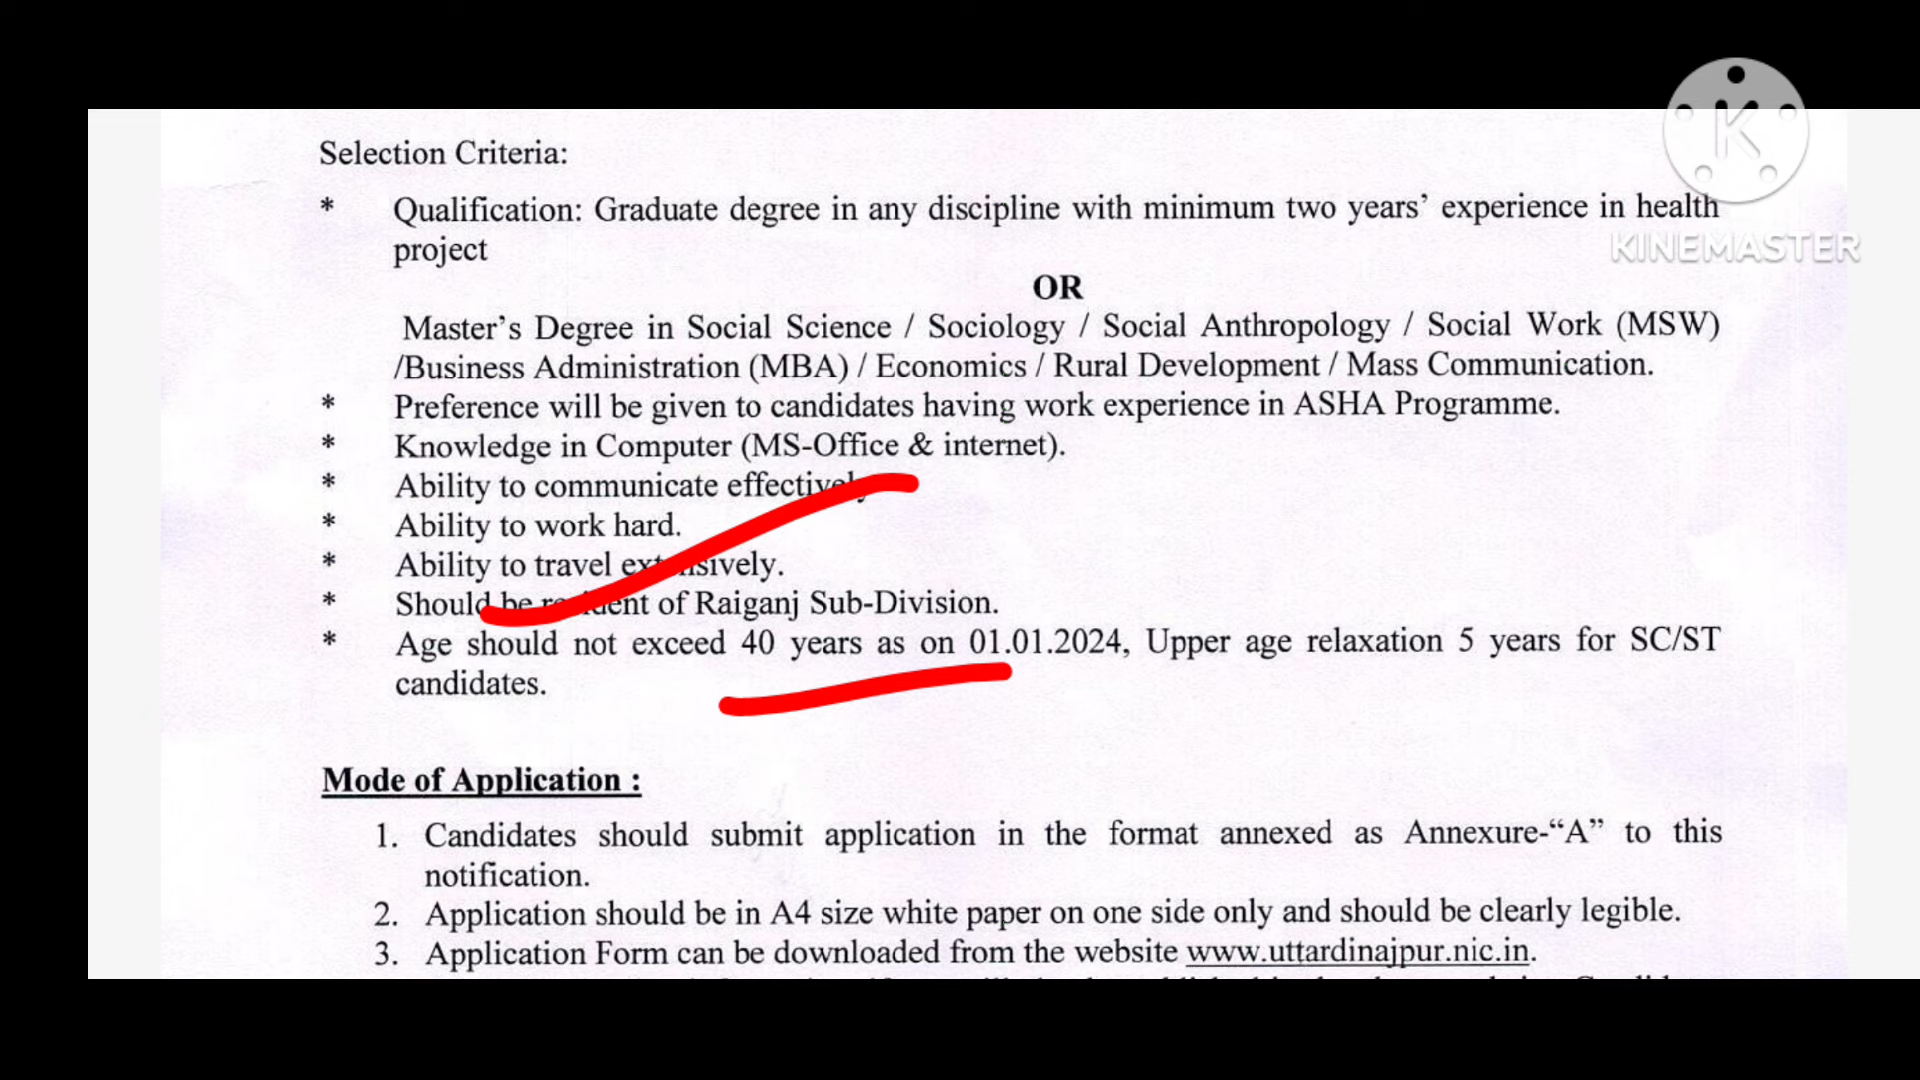 Selection Criteria:
* Qualification: Graduate degree in any discipline with minimum two years' experience in health
project
OR
Master's Degree in Social Science / Sociology / Social Anthropology / Social Work (MSW)
/Business Administration (MBA) / Economics / Rural Development / Mass Communication.
* Preference will be given to candidates having work experience in ASHA Programme.
* Knowledge in Computer (MS-Office & internet).
* Ability to communicate effectively
* Ability to work hard.
* Ability to travel extensively.
* Should be resident of Raiganj Sub-Division.
* Age should not exceed 40 years as on 01.01.2024, Upper age relaxation 5 years for SC/ST
candidates.
Mode of Application :
1. Candidates should submit application in the format annexed as Annexure-“A” to this
notification.
2. Application should be in A4 size white paper on one side only and should be clearly legible.
3. Application Form can be downloaded from the website www.uttardinajpur.nic.in.
K
KINEMASTER